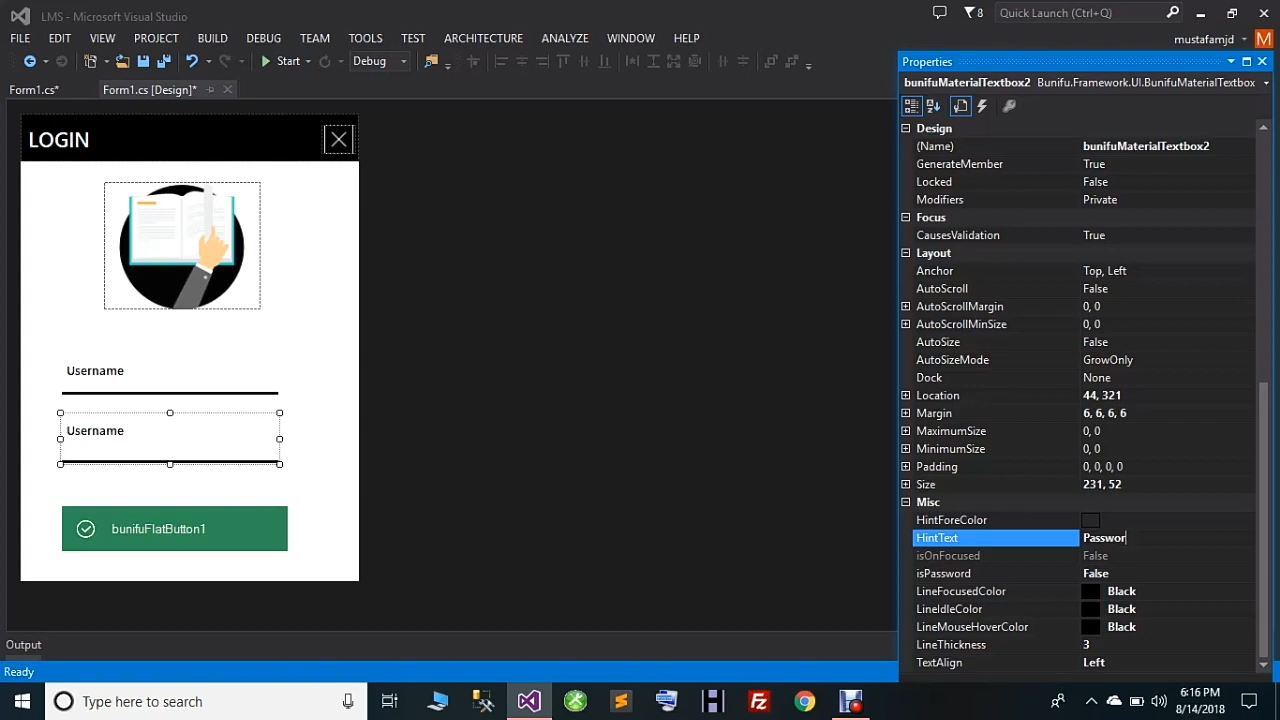 LMS - Microsoft Visual Studio
8
Quick Launch (Ctrl+Q)
FILE EDIT VIEW PROJECT BUILD DEBUG TEAM TOOLS TEST ARCHITECTURE ANALYZE WINDOW HELP
mustafamjd M
Start Debug
Form1.cs* Form1.cs [Design]*
Properties
bunifuMaterialTextbox2 Bunifu.Framework.UI.BunifuMaterialTextbox
LOGIN
Username
Username
bunifuFlatButton1
Design
(Name) bunifuMaterialTextbox2
GenerateMember True
Locked False
Modifiers Private
Focus
CausesValidation True
Layout
Anchor Top, Left
AutoScroll False
AutoScrollMargin 0, 0
AutoScrollMinSize 0, 0
AutoSize False
AutoSizeMode GrowOnly
Dock None
Location 44, 321
Margin 6, 6, 6, 6
MaximumSize 0, 0
MinimumSize 0, 0
Padding 0, 0, 0, 0
Size 231, 52
Misc
HintForeColor
HintText Passwor
isOnFocused False
isPassword False
LineFocusedColor Black
LineIdleColor Black
LineMouseHoverColor Black
LineThickness 3
TextAlign Left
Output
Ready
Type here to search
6:16 PM
8/14/2018